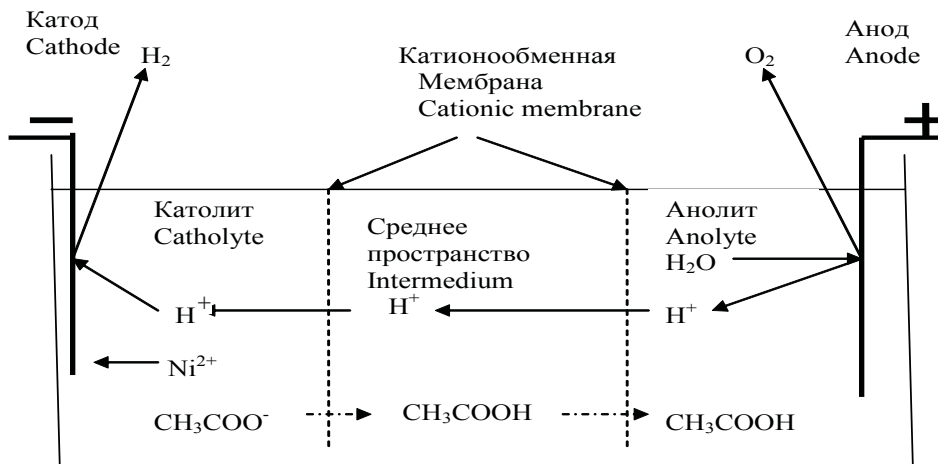 Катод
Cathode
H₂
Катионообменная
Мембрана
Cationic membrane
O₂
Анод
Anode
−
+
Католит
Catholyte
Среднее
пространство
Intermedium
Анолит
Anolyte
H₂O
H⁺
H⁺
H⁺
Ni²⁺
CH₃COO⁻
CH₃COOH
CH₃COOH